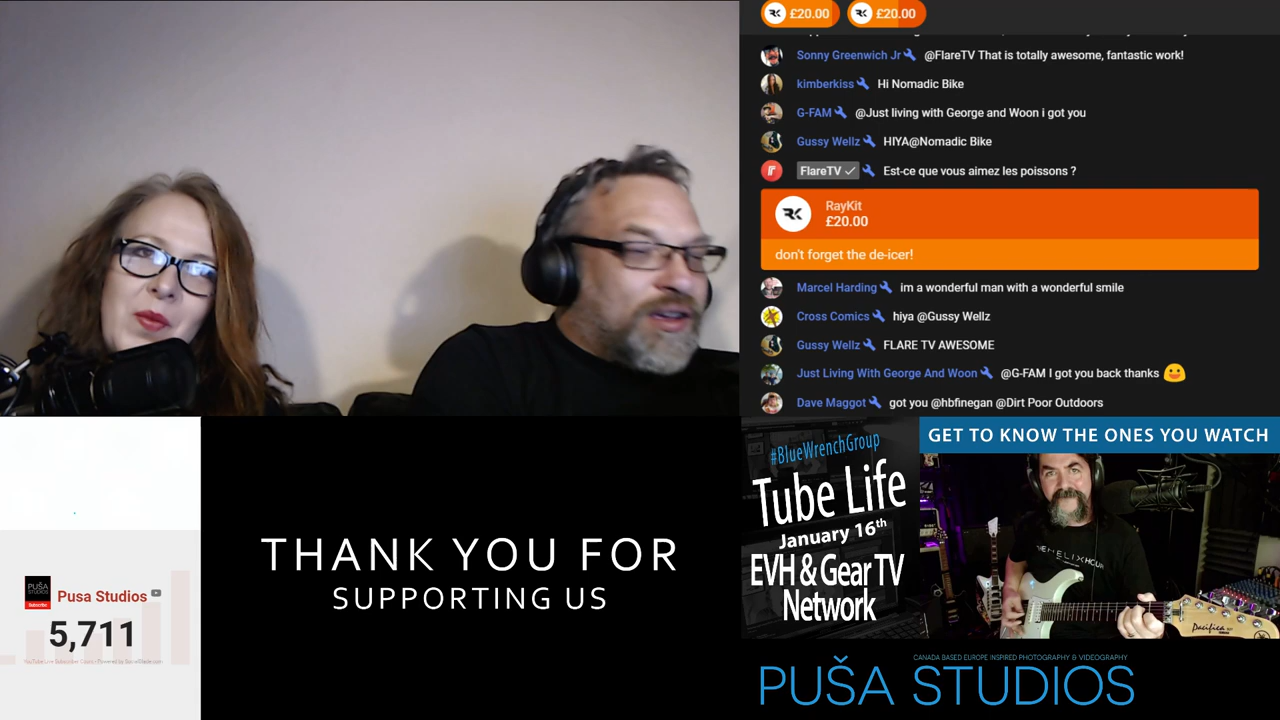 £20.00 £20.00
Sonny Greenwich Jr @FlareTV That is totally awesome, fantastic work!
kimberkiss Hi Nomadic Bike
G-FAM @Just living with George and Woon i got you
Gussy Wellz HIYA@Nomadic Bike
FlareTV Est-ce que vous aimez les poissons ?
RayKit
£20.00
don't forget the de-icer!
Marcel Harding im a wonderful man with a wonderful smile
Cross Comics hiya @Gussy Wellz
Gussy Wellz FLARE TV AWESOME
Just Living With George And Woon @G-FAM I got you back thanks
Dave Maggot got you @hbfinegan @Dirt Poor Outdoors
PUŠA
STUDIOS
Subscribe
Pusa Studios
5,711
THANK YOU FOR
SUPPORTING US
#BlueWrenchGroup
Tube Life
January 16th
EVH & Gear TV
Network
GET TO KNOW THE ONES YOU WATCH
Pacifica
CANADA BASED EUROPE INSPIRED PHOTOGRAPHY & VIDEOGRAPHY
PUŠA STUDIOS